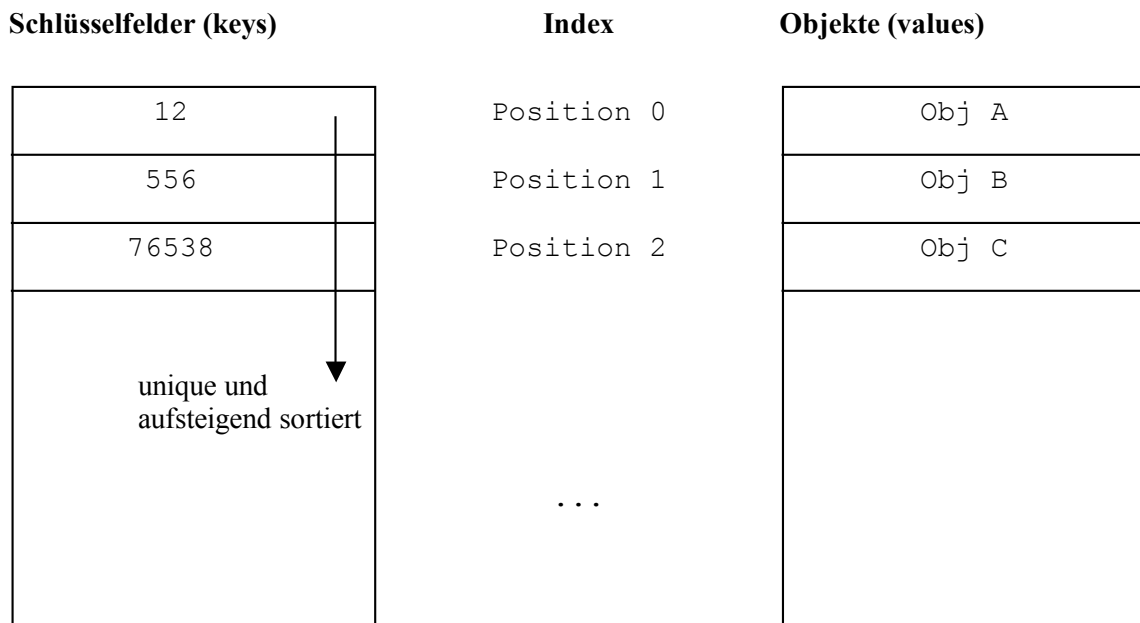 Schlüsselfelder (keys) Index Objekte (values)
12 Position 0 Obj A
556 Position 1 Obj B
76538 Position 2 Obj C
unique und
aufsteigend sortiert
...